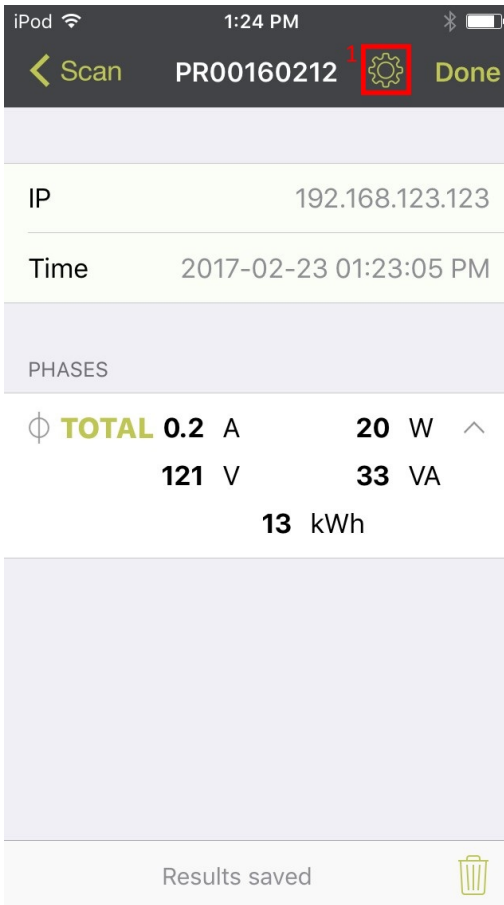 iPod 1:24 PM
Scan PR00160212 1 Done
IP 192.168.123.123
Time 2017-02-23 01:23:05 PM
PHASES
TOTAL 0.2 A 20 W
121 V 33 VA
13 kWh
Results saved